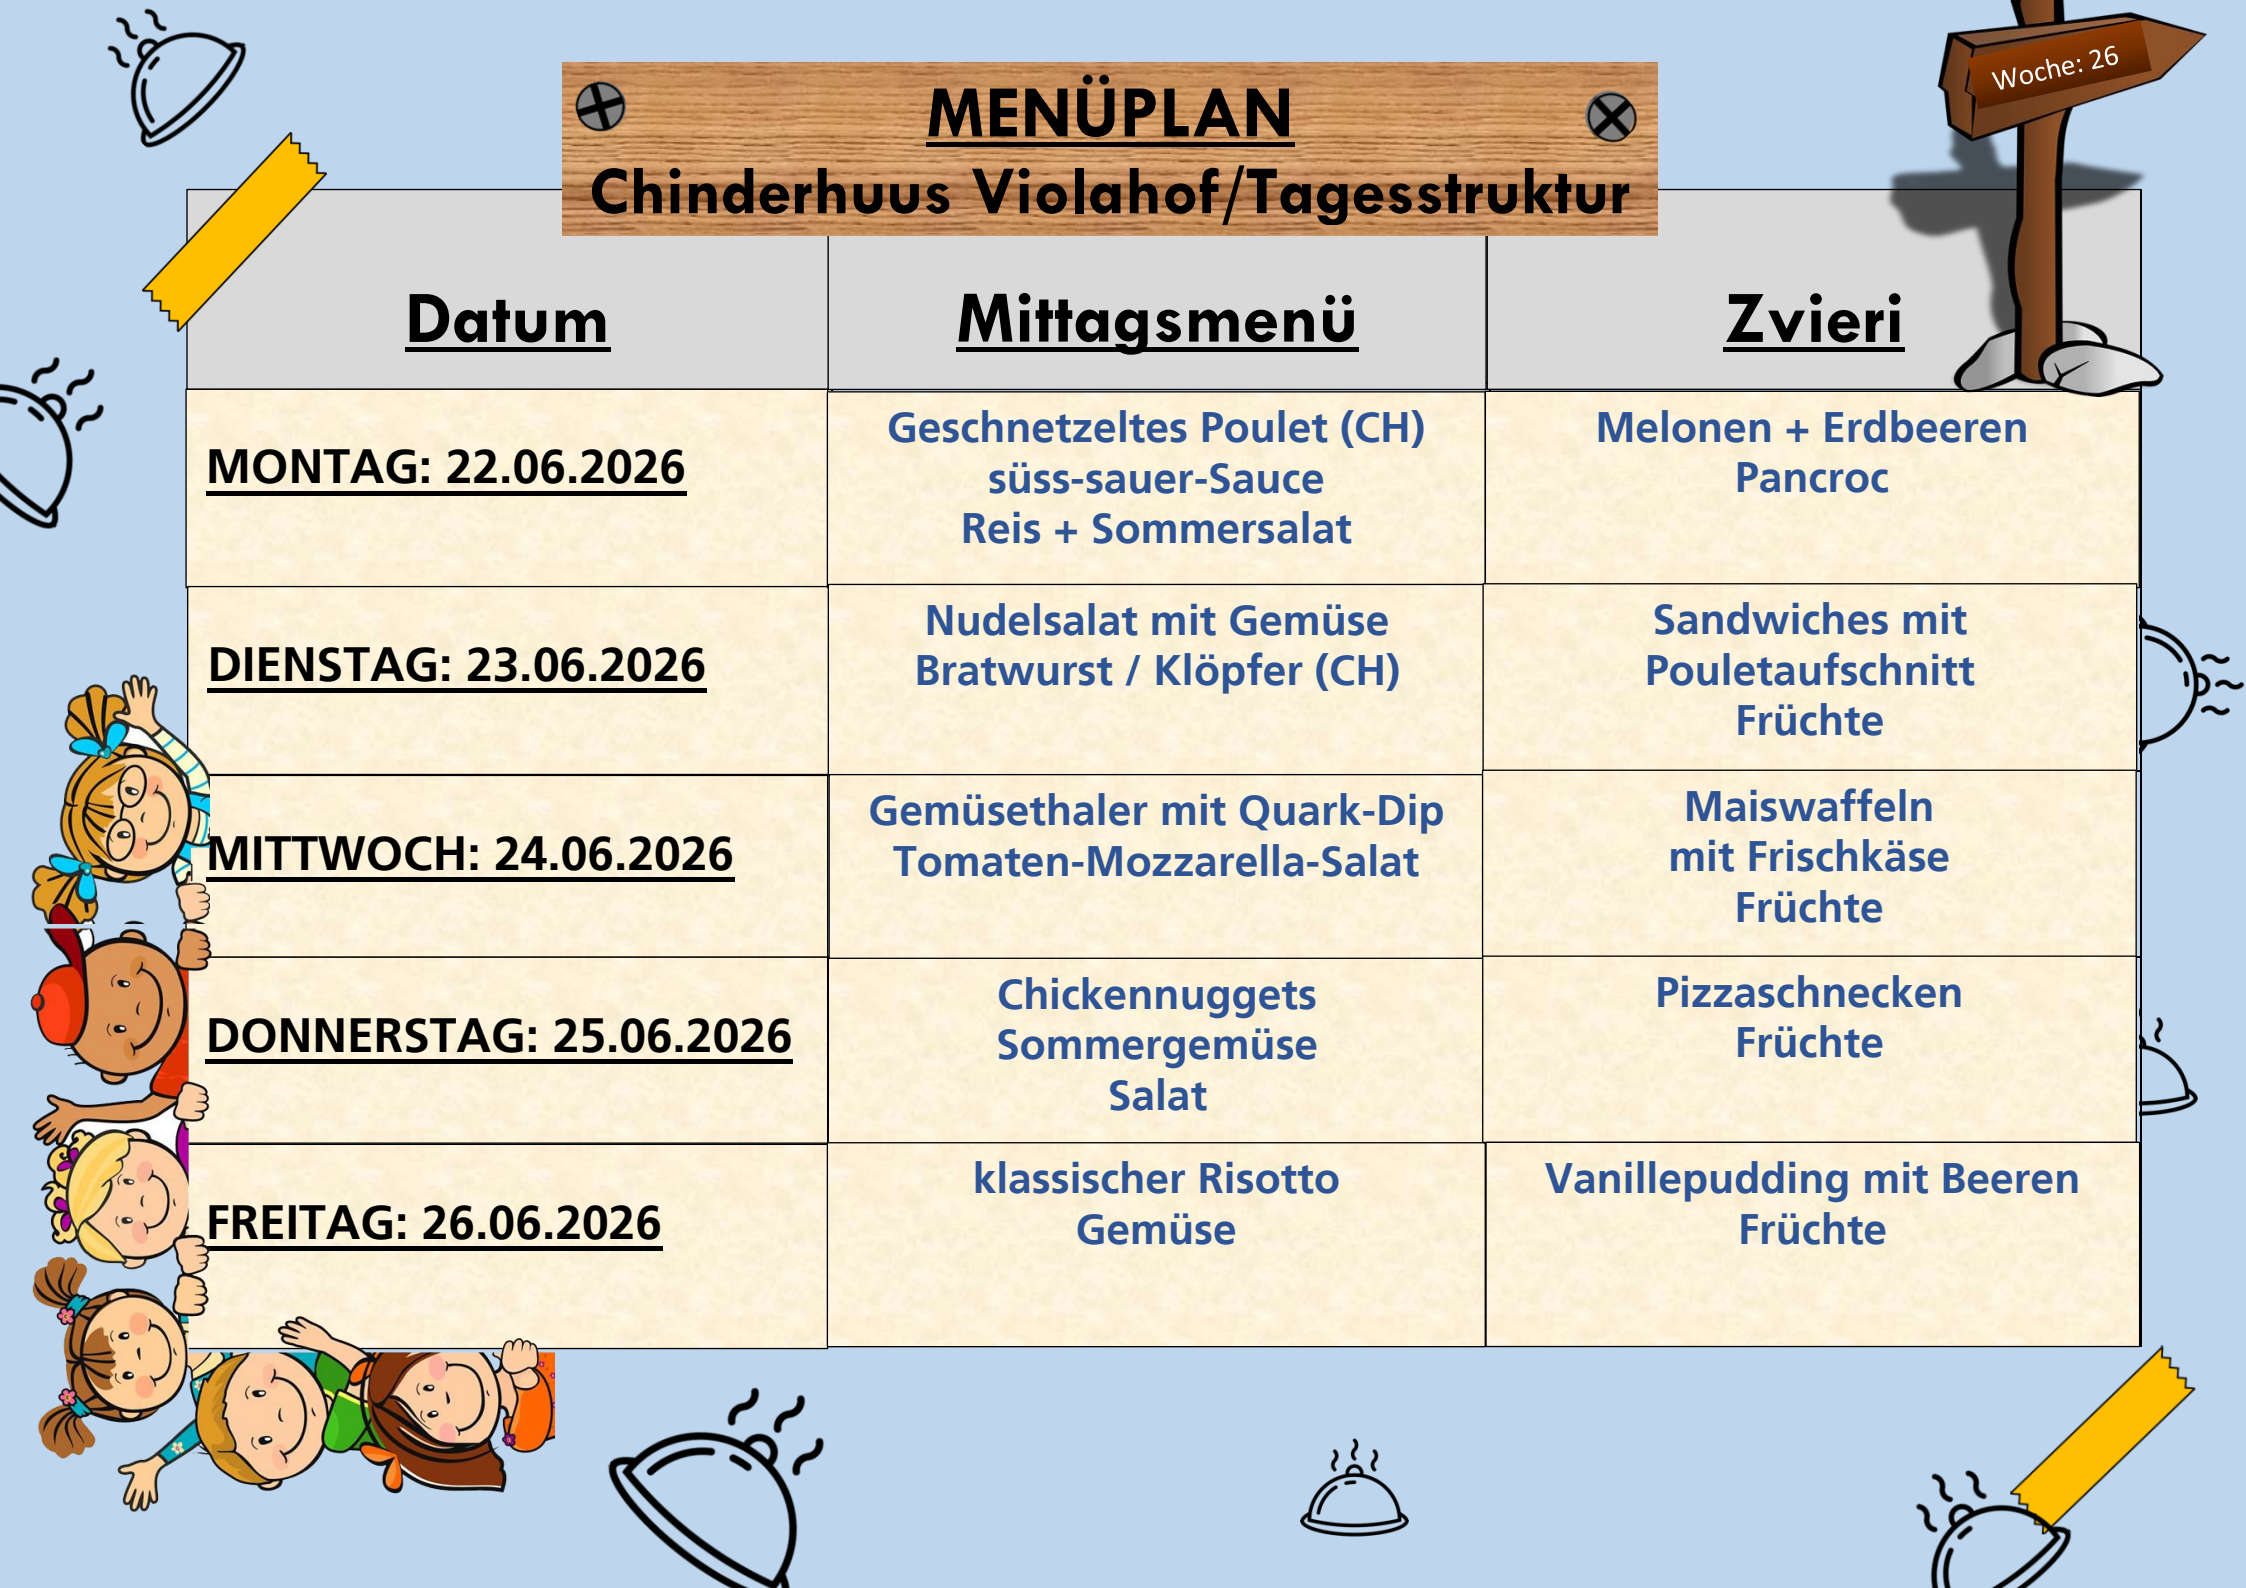 Woche: 26
MENÜPLAN
Chinderhuus Violahof/Tagesstruktur
Datum
Mittagsmenü
Zvieri
MONTAG: 22.06.2026
Geschnetzeltes Poulet (CH)
süss-sauer-Sauce
Reis + Sommersalat
Melonen + Erdbeeren
Pancroc
DIENSTAG: 23.06.2026
Nudelsalat mit Gemüse
Bratwurst / Klöpfer (CH)
Sandwiches mit
Pouletaufschnitt
Früchte
MITTWOCH: 24.06.2026
Gemüsethaler mit Quark-Dip
Tomaten-Mozzarella-Salat
Maiswaffeln
mit Frischkäse
Früchte
DONNERSTAG: 25.06.2026
Chickennuggets
Sommergemüse
Salat
Pizzaschnecken
Früchte
FREITAG: 26.06.2026
klassischer Risotto
Gemüse
Vanillepudding mit Beeren
Früchte